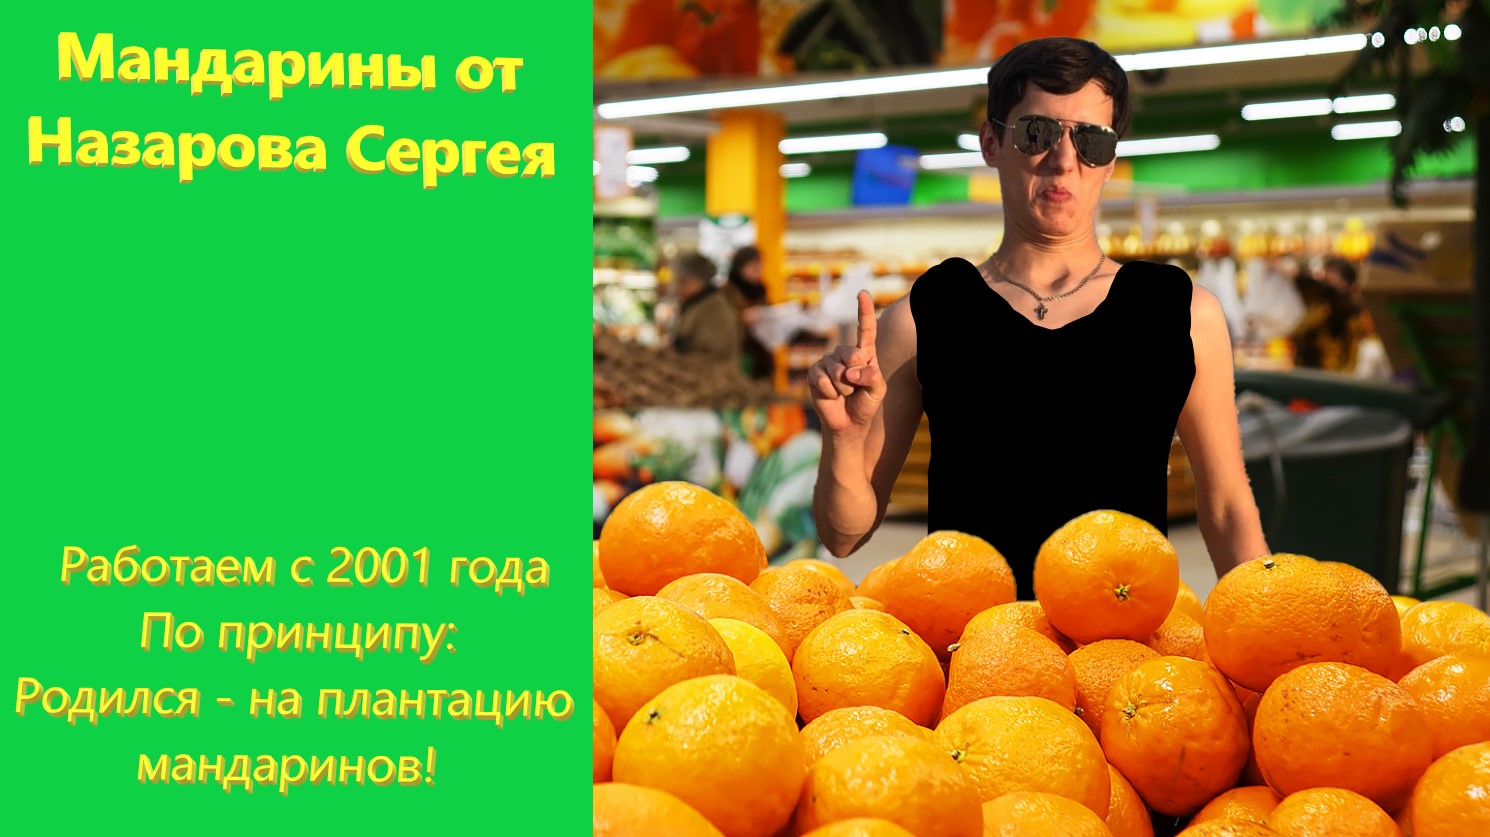 Мандарины от
Назарова Сергея
Работаем с 2001 года
По принципу:
Родился - на плантацию
мандаринов!